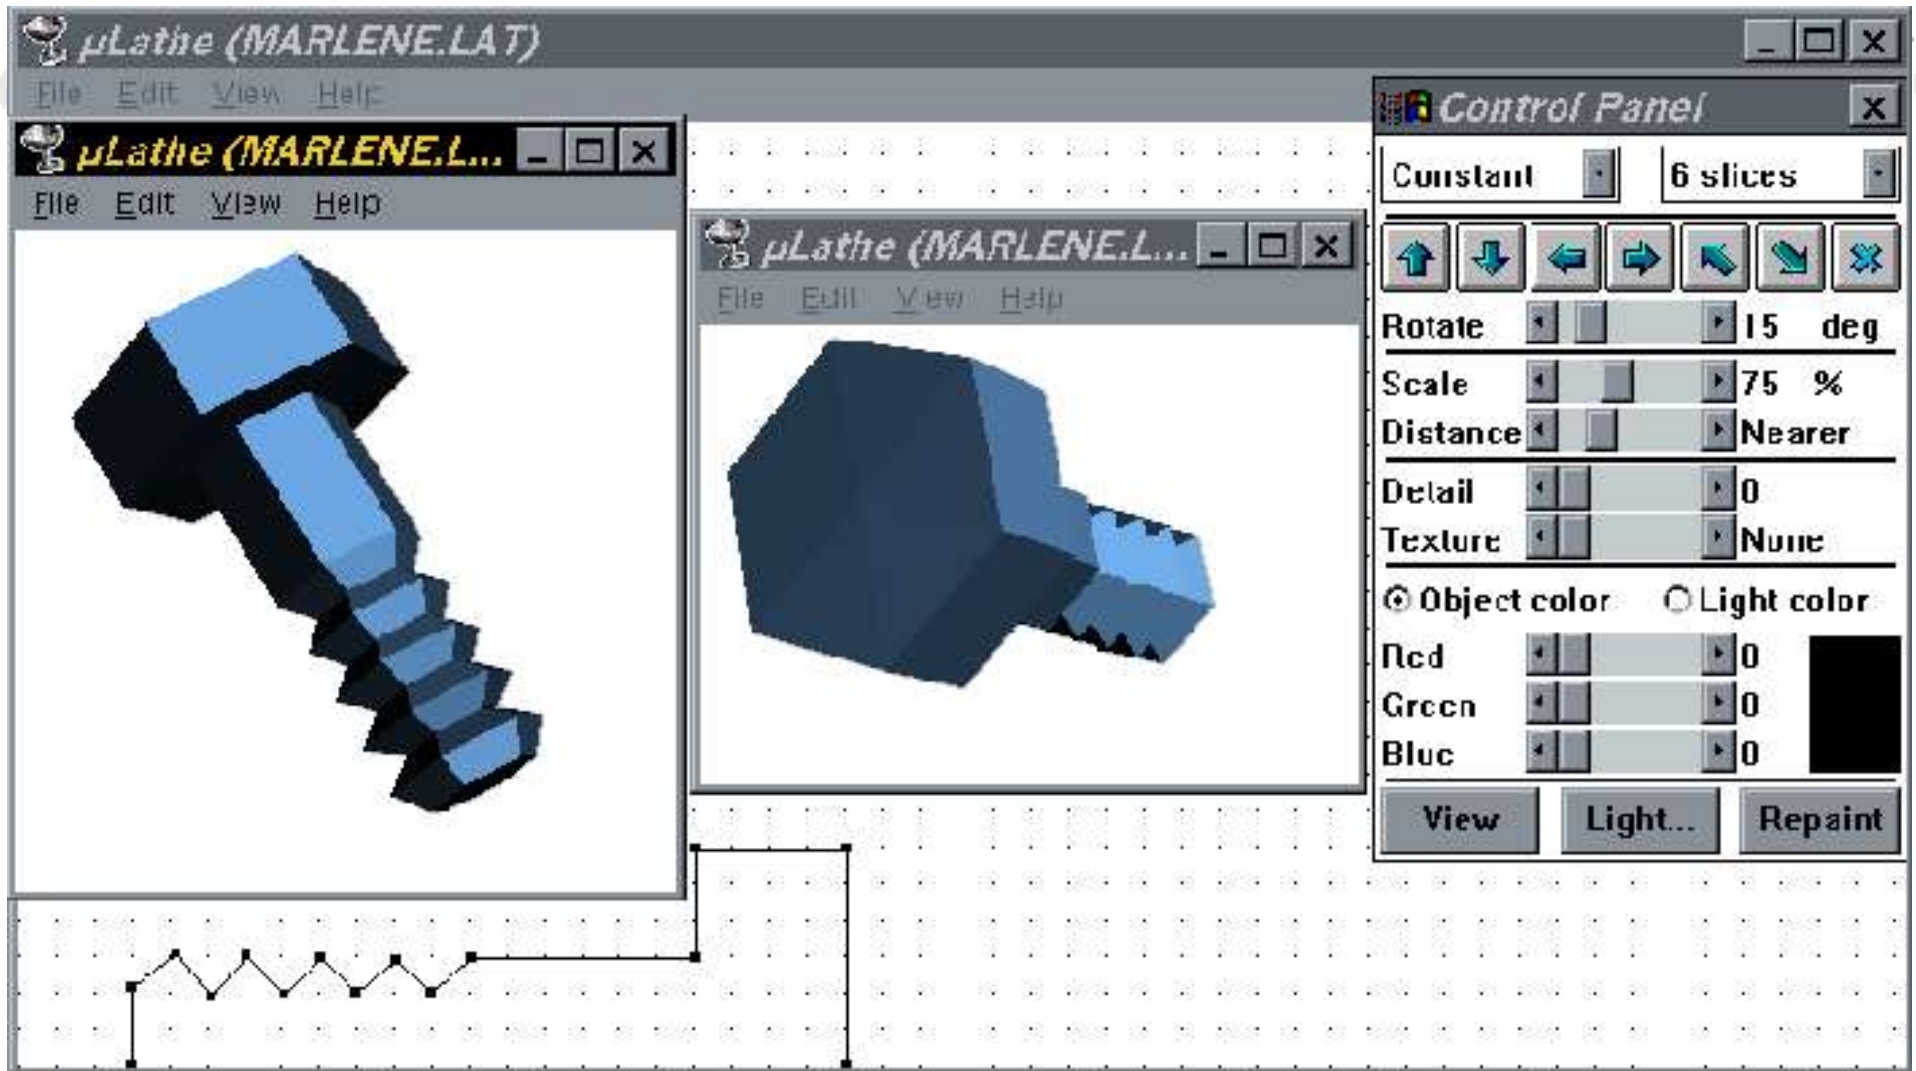 µLathe (MARLENE.LAT)
File Edit View Help
µLathe (MARLENE.L...
File Edit View Help
µLathe (MARLENE.L...
File Edit View Help
Control Panel
Constant 6 slices
Rotate 15 deg
Scale 75 %
Distance Nearer
Detail 0
Texture None
Object color Light color
Red 0
Green 0
Blue 0
View Light... Repaint